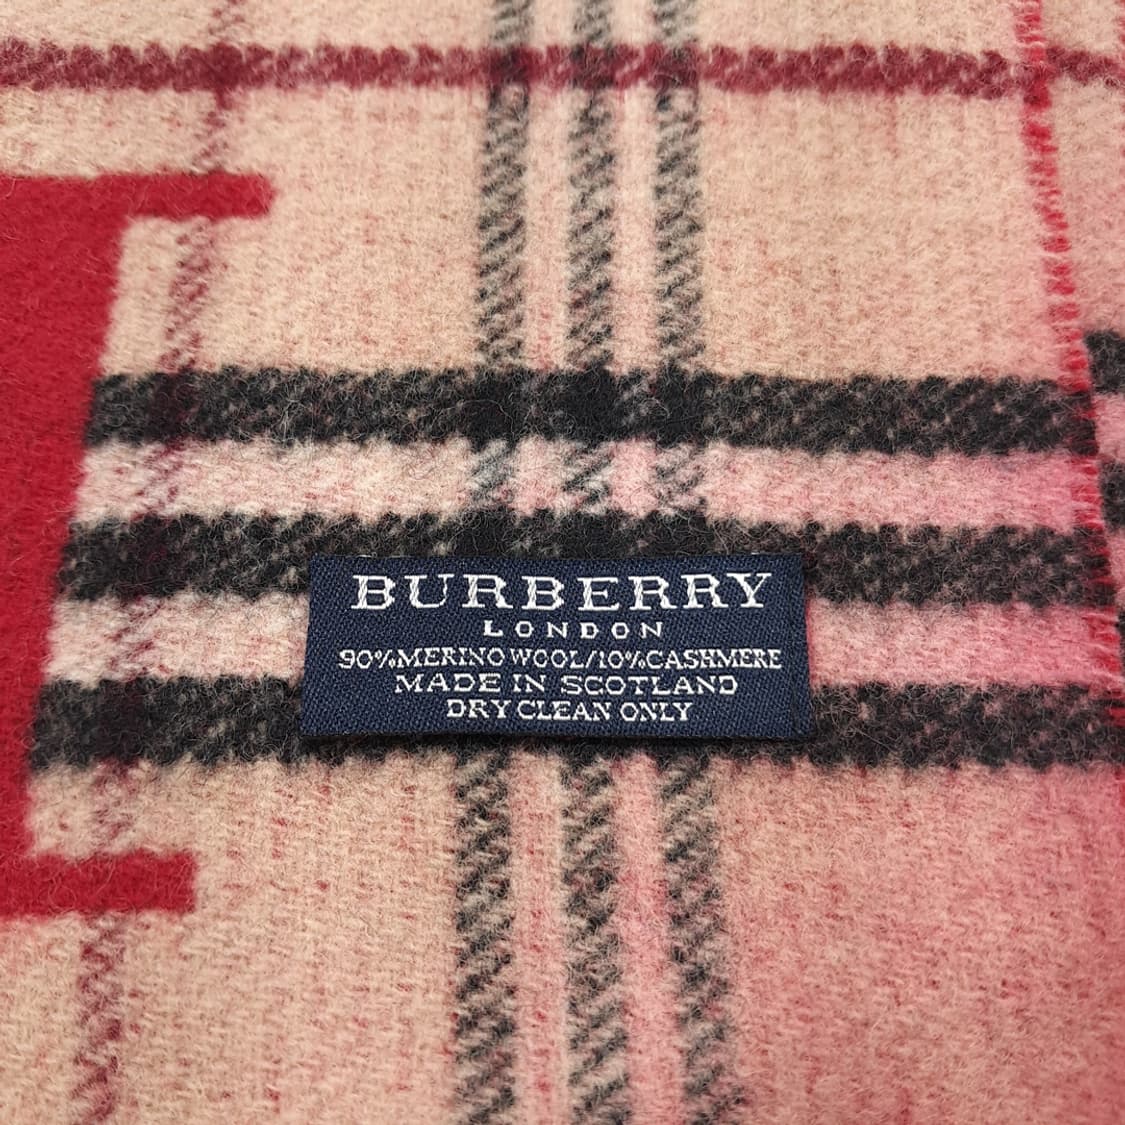 BURBERRY
LONDON
90%MERINO WOOL/10%CASHMERE
MADE IN SCOTLAND
DRY CLEAN ONLY